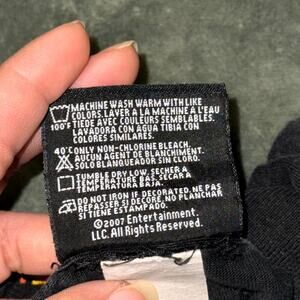 MACHINE WASH WARM WITH LIKE
COLORS. LAVER A LA MACHINE A L'EAU
100°F TIEDE AVEC COULEURS SEMBLABLES.
LAVADORA CON AGUA TIBIA CON
COLORES SIMILARES.
40°C ONLY NON-CHLORINE BLEACH.
AUCUN AGENT DE BLANCHIMENT.
SOLO BLANQUEADOR SIN CLORO.
TUMBLE DRY LOW. SECHER A
TEMPERATURE BAS. SECAR A
TEMPERATURA BAJA.
DO NOT IRON IF DECORATED. NE PAS
REPASSER SI DECORE. NO PLANCHAR
SI TIENE ESTAMPADO.
©2007 Entertainment,
LLC. All Rights Reserved.